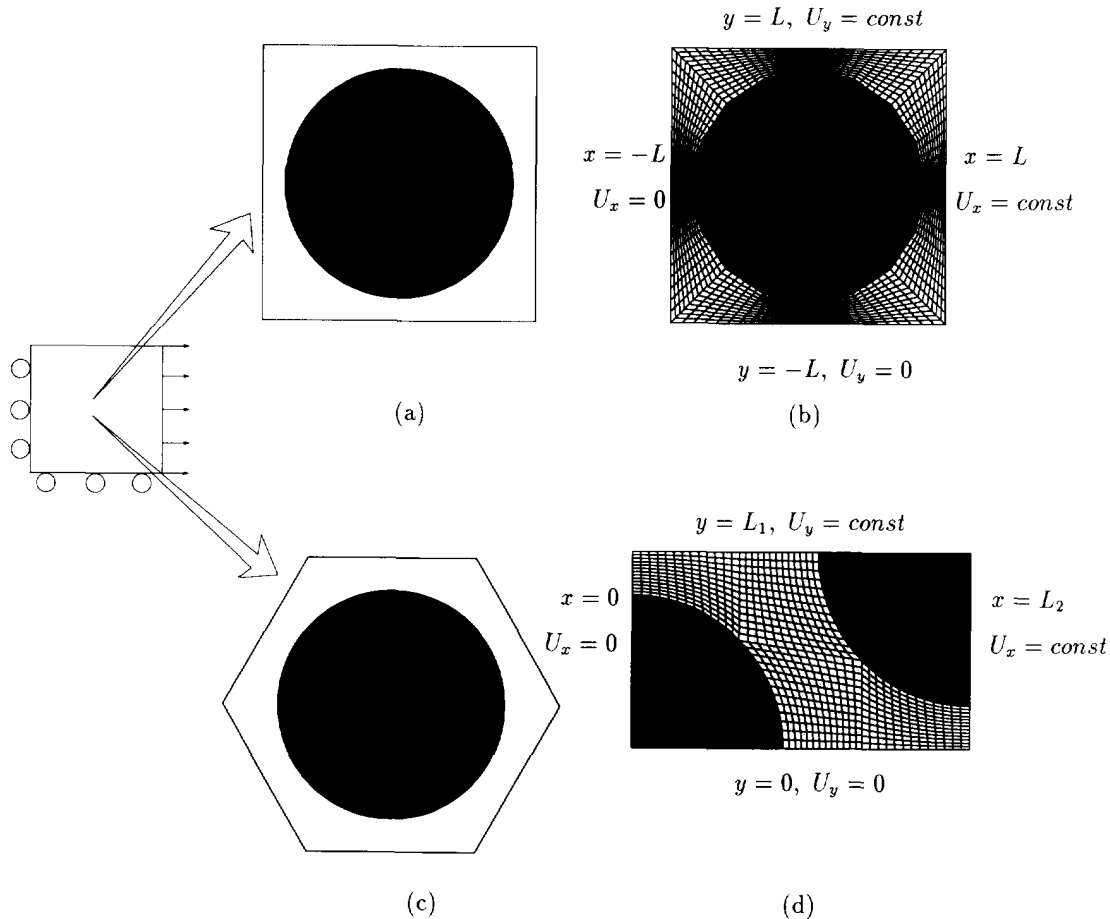 y = L, U_y = const
x = −L
U_x = 0
x = L
U_x = const
y = −L, U_y = 0
(a)
(b)
y = L_1, U_y = const
x = 0
U_x = 0
x = L_2
U_x = const
y = 0, U_y = 0
(c)
(d)